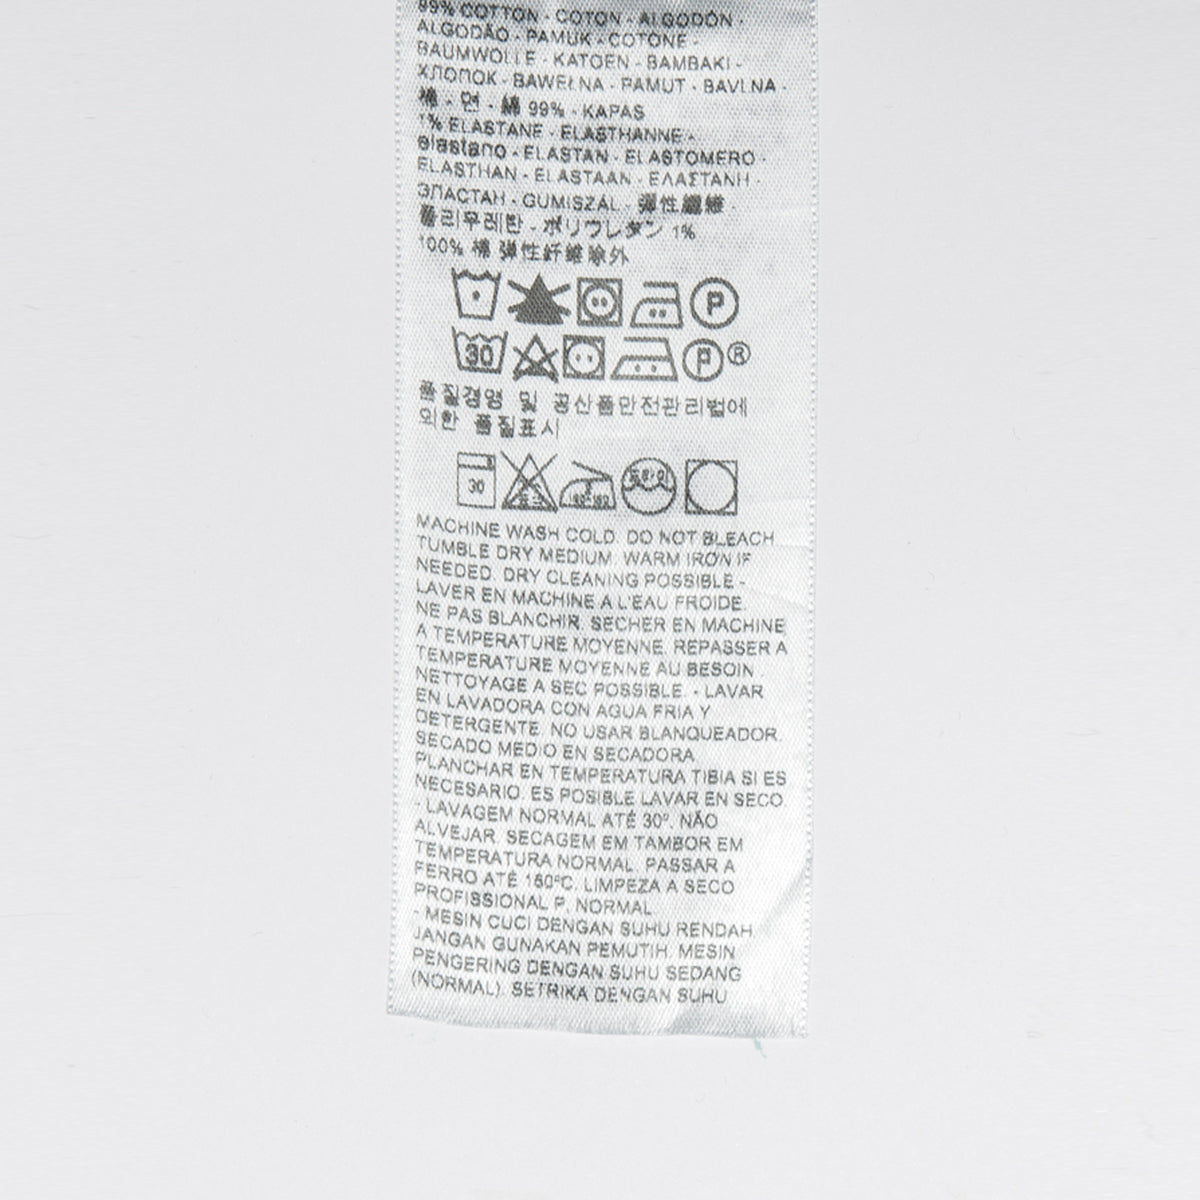 99% COTTON - COTON - ALGODÓN -
ALGODÃO - PAMUK - COTONE -
BAUMWOLLE - KATOEN - BAMBAKI -
ХЛОПОК - BAWEŁNA - PAMUT - BAVLNA -
棉 - 면 - 綿 99% - KAPAS
1% ELASTANE - ELASTHANNE -
elastano - ELASTAN - ELASTOMERO -
ELASTHAN - ELASTAAN - ΕΛΑΣΤΑΝΗ -
ЭЛАСТАН - GUMISZÁL - 彈性纖維 -
폴리우레탄 - ポリウレタン 1%
100% 棉 弹性纤维除外
P
30 P ®
품질경영 및 공산품안전관리법에
의한 품질표시
30
MACHINE WASH COLD. DO NOT BLEACH
TUMBLE DRY MEDIUM. WARM IRON IF
NEEDED. DRY CLEANING POSSIBLE -
LAVER EN MACHINE A L'EAU FROIDE.
NE PAS BLANCHIR. SECHER EN MACHINE
A TEMPERATURE MOYENNE. REPASSER A
TEMPERATURE MOYENNE AU BESOIN
NETTOYAGE A SEC POSSIBLE. - LAVAR
EN LAVADORA CON AGUA FRIA Y
DETERGENTE. NO USAR BLANQUEADOR.
SECADO MEDIO EN SECADORA
PLANCHAR EN TEMPERATURA TIBIA SI ES
NECESARIO. ES POSIBLE LAVAR EN SECO
- LAVAGEM NORMAL ATÉ 30º. NÃO
ALVEJAR. SECAGEM EM TAMBOR EM
TEMPERATURA NORMAL. PASSAR A
FERRO ATÉ 150ºC. LIMPEZA A SECO
PROFISSIONAL P. NORMAL
- MESIN CUCI DENGAN SUHU RENDAH
JANGAN GUNAKAN PEMUTIH. MESIN
PENGERING DENGAN SUHU SEDANG
(NORMAL). SETRIKA DENGAN SUHU